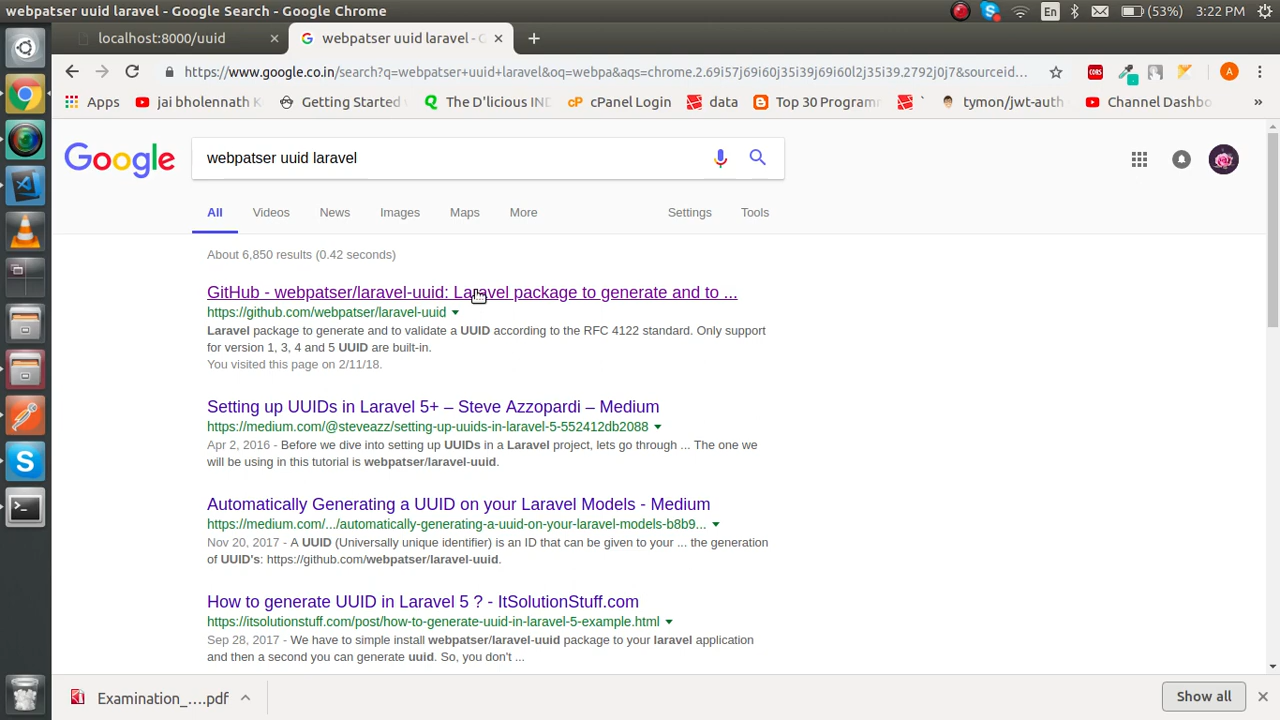 webpatser uuid laravel - Google Search - Google Chrome
En
(53%)
3:22 PM
localhost:8000/uuid
webpatser uuid laravel - G
https://www.google.co.in/search?q=webpatser+uuid+laravel&oq=webpa&aqs=chrome.2.69i57j69i60j35i39j69i60l2j35i39.2792j0j7&sourceid...
CORS
A
Apps
jai bholennath K
Getting Started
The D'licious IND
cPanel Login
data
Top 30 Programm
tymon/jwt-auth
Channel Dashbo
»
Google
webpatser uuid laravel
All
Videos
News
Images
Maps
More
Settings
Tools
About 6,850 results (0.42 seconds)
GitHub - webpatser/laravel-uuid: Laravel package to generate and to ...
https://github.com/webpatser/laravel-uuid
Laravel package to generate and to validate a UUID according to the RFC 4122 standard. Only support
for version 1, 3, 4 and 5 UUID are built-in.
You visited this page on 2/11/18.
Setting up UUIDs in Laravel 5+ – Steve Azzopardi – Medium
https://medium.com/@steveazz/setting-up-uuids-in-laravel-5-552412db2088
Apr 2, 2016 - Before we dive into setting up UUIDs in a Laravel project, lets go through ... The one we
will be using in this tutorial is webpatser/laravel-uuid.
Automatically Generating a UUID on your Laravel Models - Medium
https://medium.com/.../automatically-generating-a-uuid-on-your-laravel-models-b8b9...
Nov 20, 2017 - A UUID (Universally unique identifier) is an ID that can be given to your ... the generation
of UUID's: https://github.com/webpatser/laravel-uuid.
How to generate UUID in Laravel 5 ? - ItSolutionStuff.com
https://itsolutionstuff.com/post/how-to-generate-uuid-in-laravel-5-example.html
Sep 28, 2017 - We have to simple install webpatser/laravel-uuid package to your laravel application
and then a second you can generate uuid. So, you don't ...
Examination_....pdf
Show all